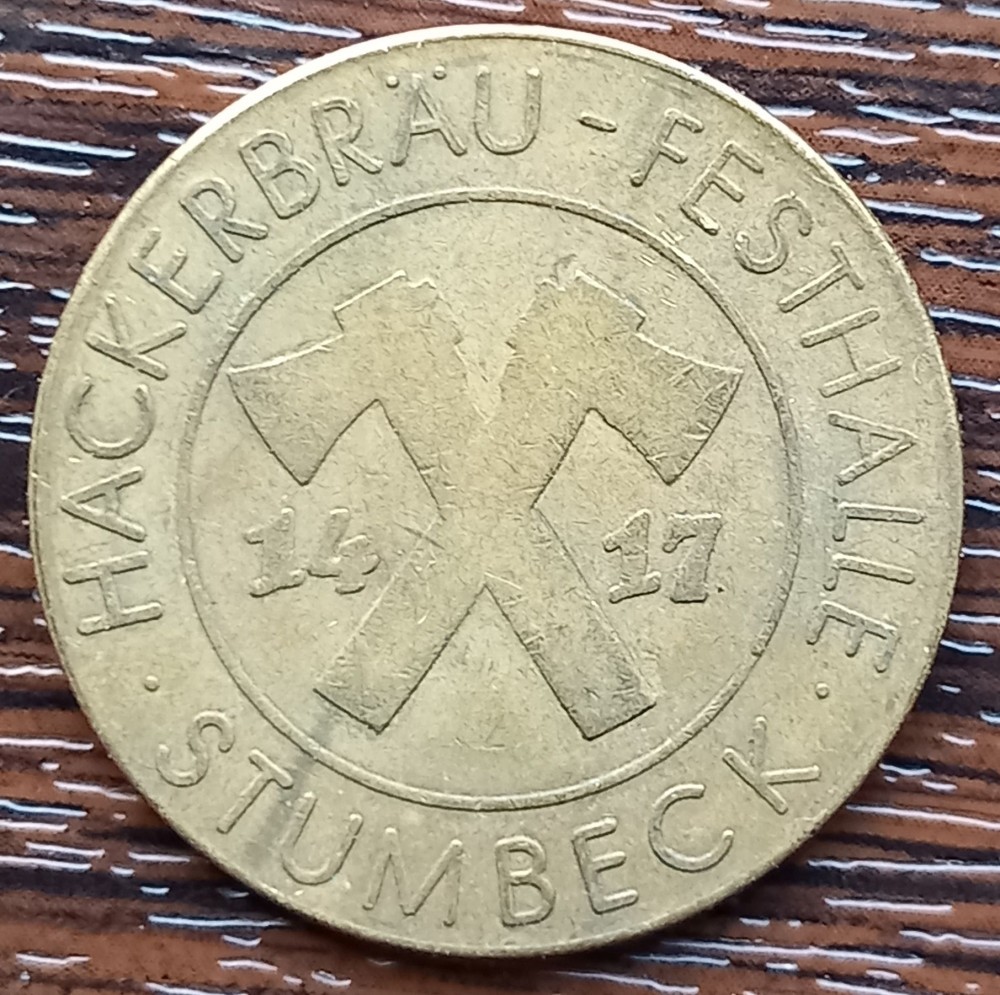 HACKERBRÄU - FESTHALLE
14 17
· STUMBECK ·